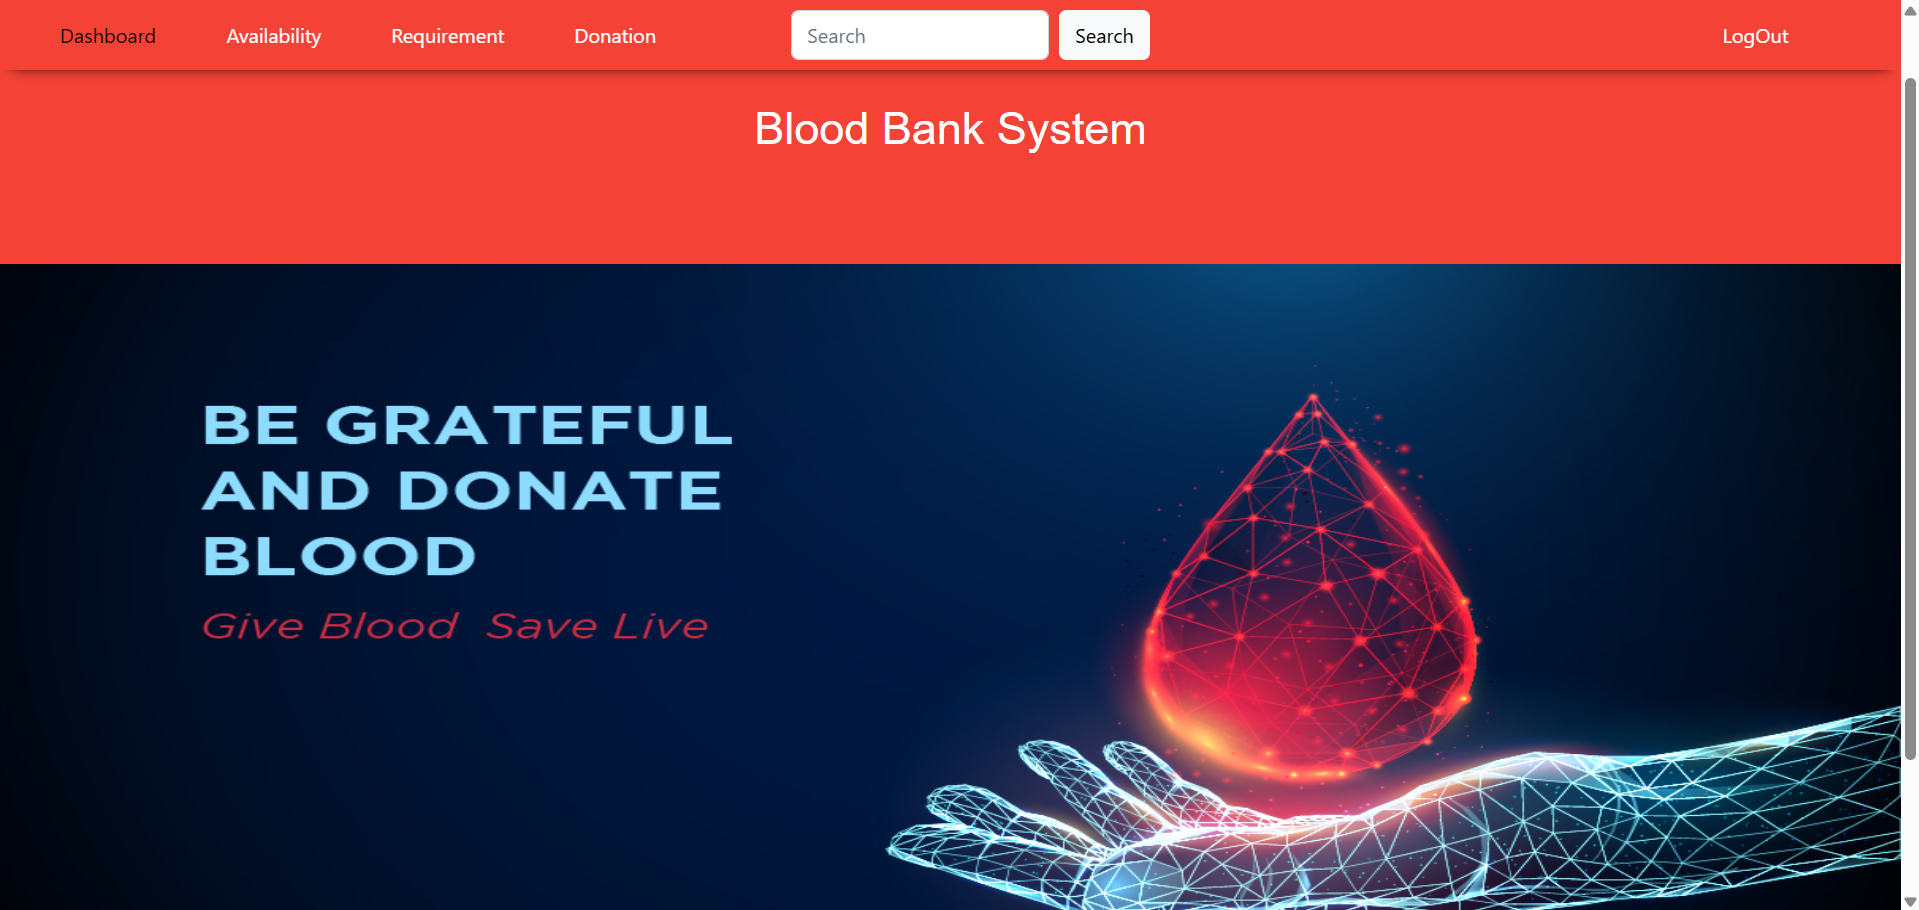 Dashboard Availability Requirement Donation Search Search LogOut
Blood Bank System
BE GRATEFUL
AND DONATE
BLOOD
Give Blood Save Live